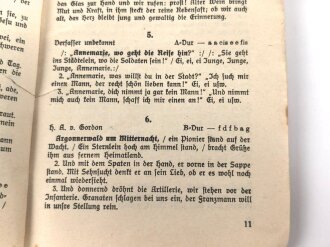 das Glas zur Hand und wir rufen: prost! Alter Wein bringt
Mut und Kraft, in ihm steckt der reine Rebensaft; ob wir auch
alt, das Herz bleibt jung und gewaltig die Erinnerung.
5.
Verfasser unbekannt A-Dur — a a c i s e e f i s
/: Annemarie, wo geht die Reise hin? :/ /: „Sie geht
ins Städtelein, wo die Soldaten sein!“ Ei, ei, ei Junge, Junge,
Junge, Annemarie. :/
2. „Annemarie, was willst du in der Stadt?“ „Ich such mir
einen Mann, der recht schön lieben kann!“ Ei, ei usw.
3. „Annemarie, dich nimmt ja gar kein Mann!“ „Und nimmt
mich auch kein Mann, schaff ich mir einen an!“ Ei, ei usw.
6.
H. A. v. Gordon B-Dur — f d f b a g
Argonnerwald um Mitternacht, / ein Pionier stand auf der
Wacht. / Ein Sternlein hoch am Himmel stand, / bracht Grüße
ihm aus fernem Heimatland.
2. Und mit dem Spaten in der Hand, er vorne in der Sappe
stand. Mit Sehnsucht denkt er an sein Lieb, ob er es wohl noch
einmal wiedersieht.
3. Und donnernd dröhnt die Artillerie, wir stehen vor der
Infanterie. Granaten schlagen bei uns ein, der Franzmann will
in unsre Stellung rein.
11